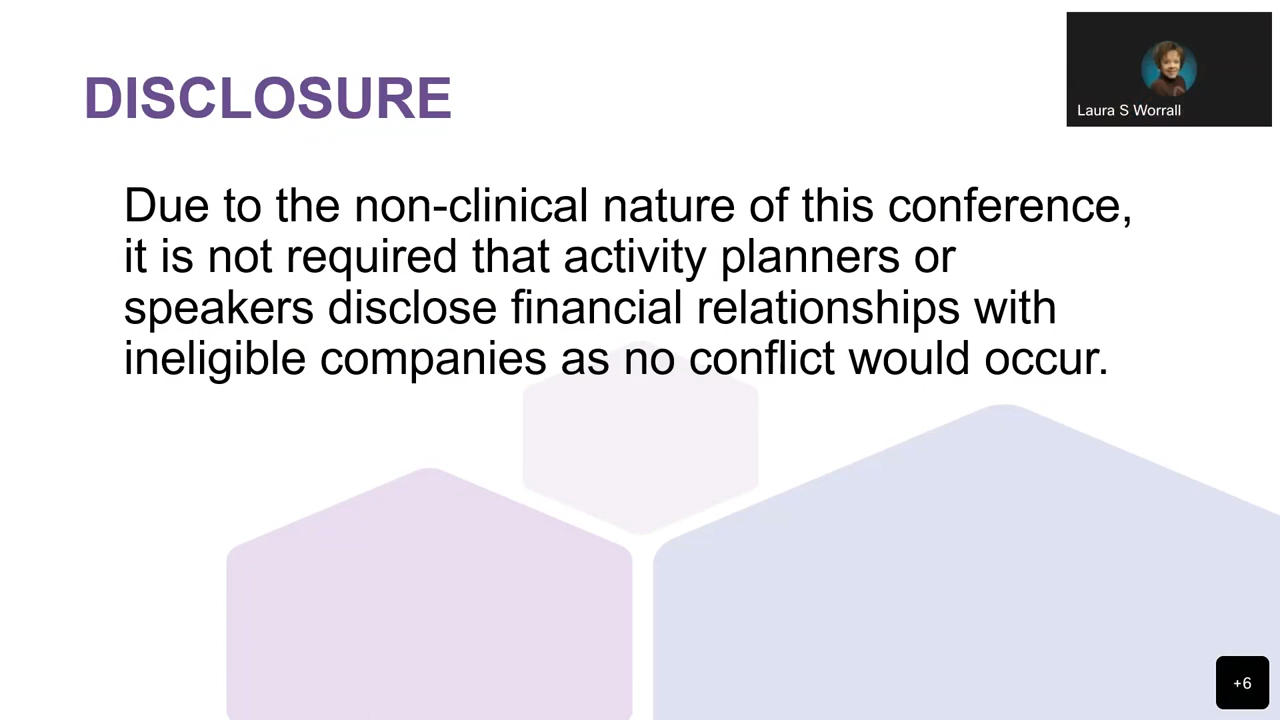 DISCLOSURE
Laura S Worrall
Due to the non-clinical nature of this conference,
it is not required that activity planners or
speakers disclose financial relationships with
ineligible companies as no conflict would occur.
+6